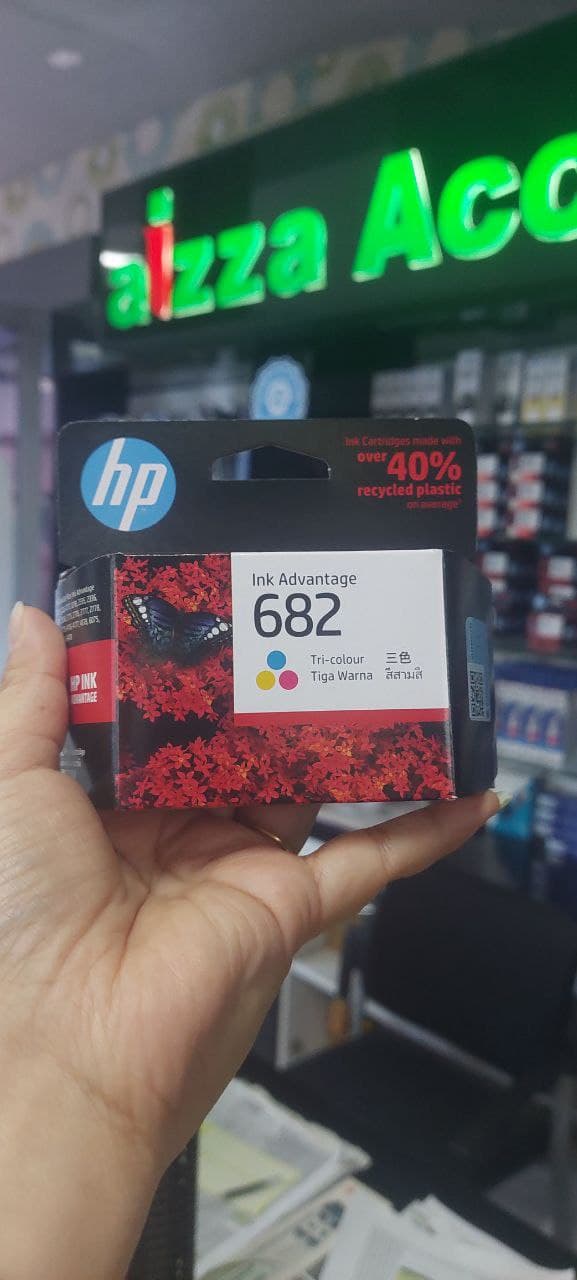 aizza Acc
hp
Ink Cartridges made with
over 40%
recycled plastic
on average*
Ink Advantage
682
Tri-colour 三色
Tiga Warna สีสามสี
HP INK
ADVANTAGE